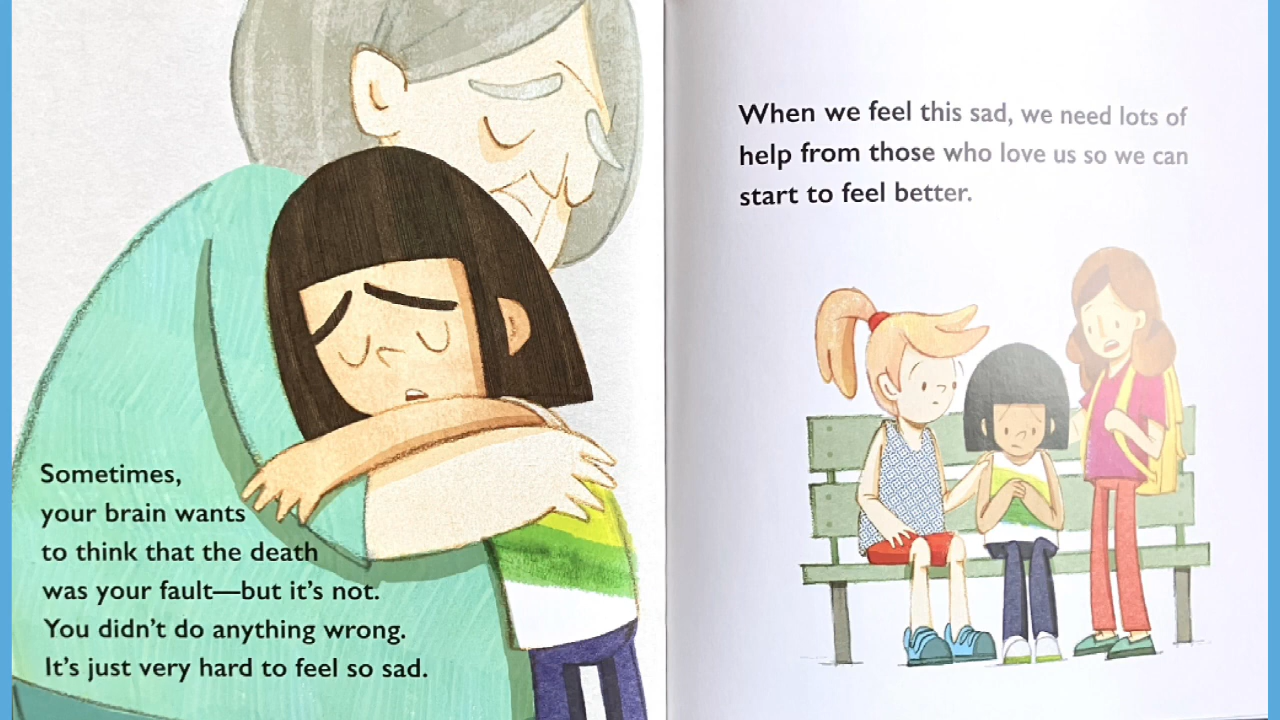 Sometimes,
your brain wants
to think that the death
was your fault—but it’s not.
You didn’t do anything wrong.
It’s just very hard to feel so sad.
When we feel this sad, we need lots of
help from those who love us so we can
start to feel better.